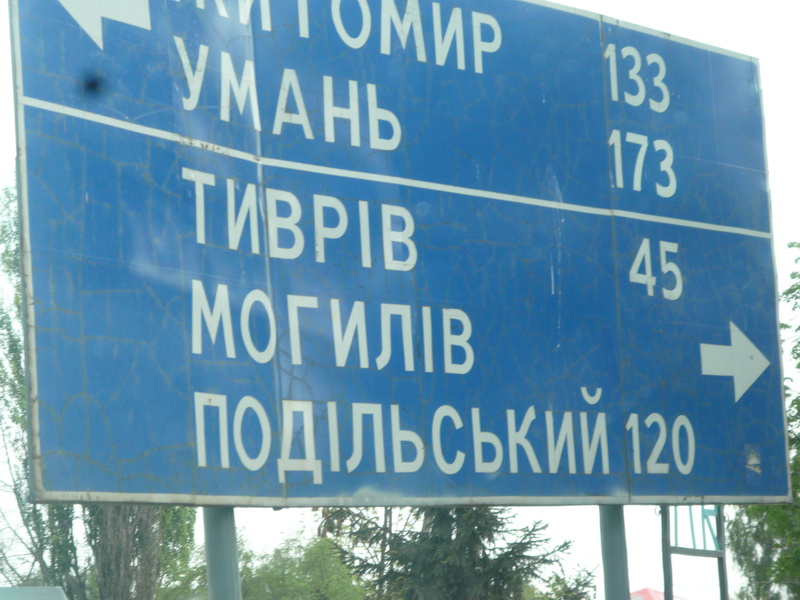 ЖИТОМИР 133
УМАНЬ 173
ТИВРІВ 45
МОГИЛІВ
ПОДІЛЬСЬКИЙ 120